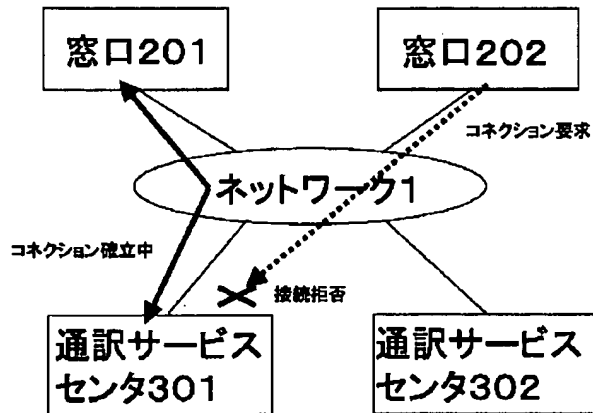 窓口201
窓口202
コネクション要求
ネットワーク1
コネクション確立中
接続拒否
通訳サービス
センタ301
通訳サービス
センタ302